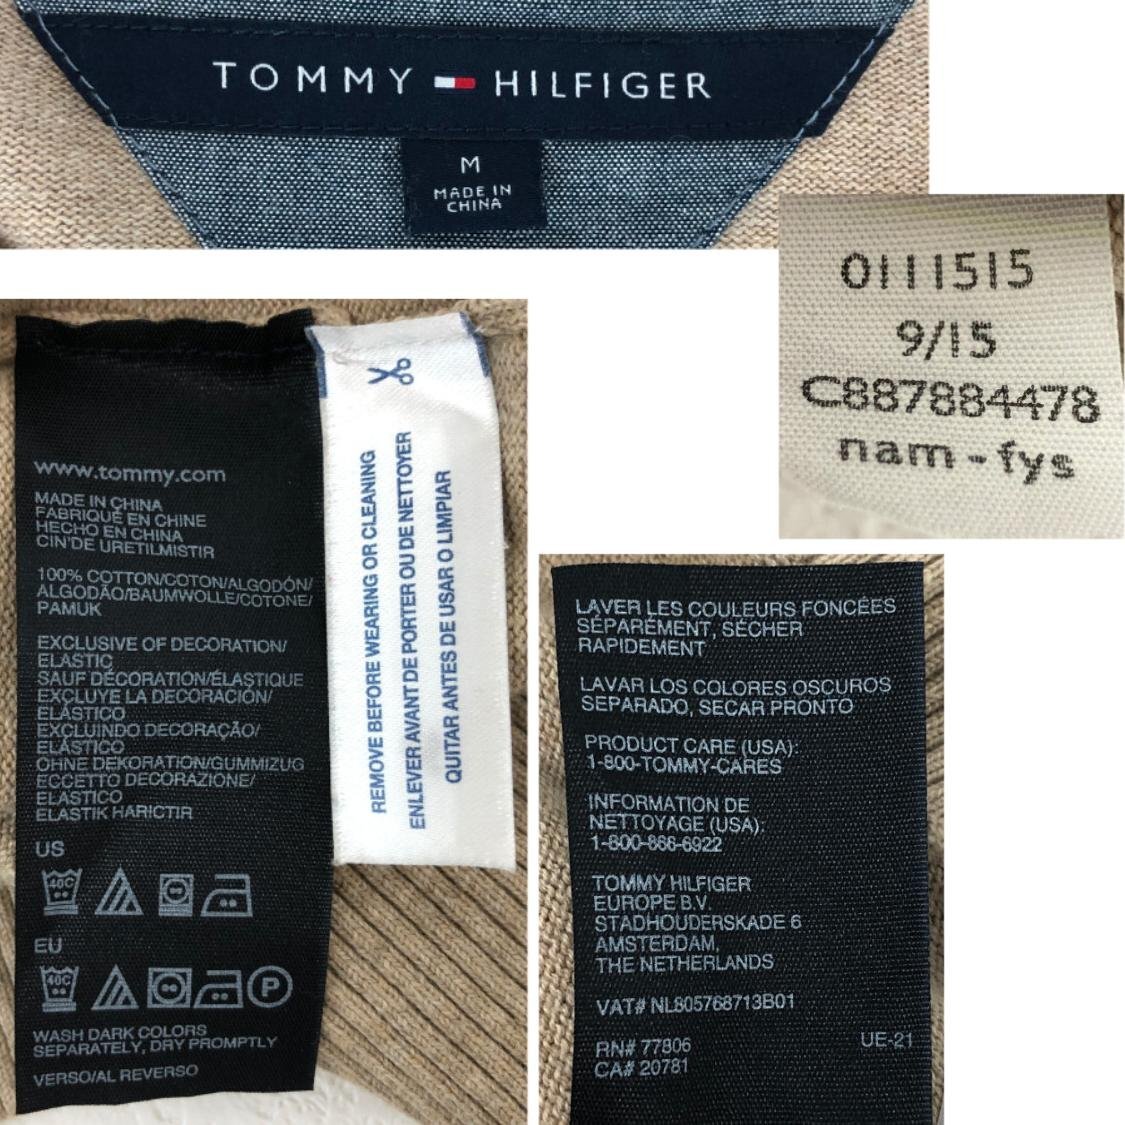 TOMMY HILFIGER
M
MADE IN
CHINA
0111515
9/15
C887884478
nam-fys
www.tommy.com
MADE IN CHINA
FABRIQUÉ EN CHINE
HECHO EN CHINA
CIN'DE URETILMISTIR
100% COTTON/COTON/ALGODÓN/
ALGODÃO/BAUMWOLLE/COTONE/
PAMUK
EXCLUSIVE OF DECORATION/
ELASTIC
SAUF DÉCORATION/ÉLASTIQUE
EXCLUYE LA DECORACIÓN/
ELÁSTICO
EXCLUINDO DECORAÇÃO/
ELÁSTICO
OHNE DEKORATION/GUMMIZUG
ECCETTO DECORAZIONE/
ELASTICO
ELASTIK HARICTIR
US
40C
EU
40C
P
WASH DARK COLORS
SEPARATELY, DRY PROMPTLY
VERSO/AL REVERSO
REMOVE BEFORE WEARING OR CLEANING
ENLEVER AVANT DE PORTER OU DE NETTOYER
QUITAR ANTES DE USAR O LIMPIAR
LAVER LES COULEURS FONCÉES
SÉPARÉMENT, SÉCHER
RAPIDEMENT
LAVAR LOS COLORES OSCUROS
SEPARADO, SECAR PRONTO
PRODUCT CARE (USA):
1-800-TOMMY-CARES
INFORMATION DE
NETTOYAGE (USA):
1-800-866-6922
TOMMY HILFIGER
EUROPE B.V.
STADHOUDERSKADE 6
AMSTERDAM,
THE NETHERLANDS
VAT# NL805768713B01
RN# 77806 UE-21
CA# 20781